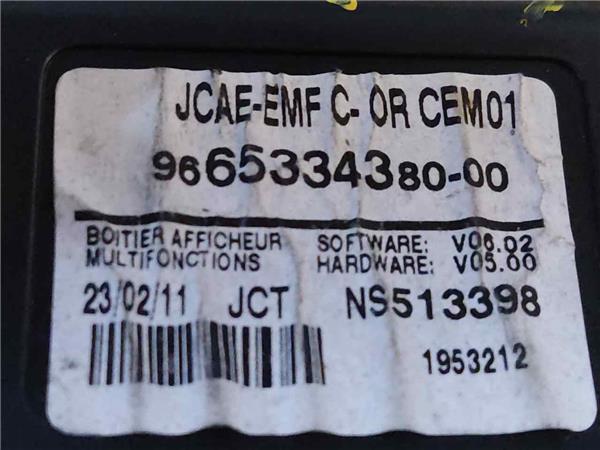 JCAE-EMF C- OR CEM01
9665334380-00
BOITIER AFFICHEUR SOFTWARE: V06.02
MULTIFONCTIONS HARDWARE: V05.00
23/02/11 JCT NS513398
1953212